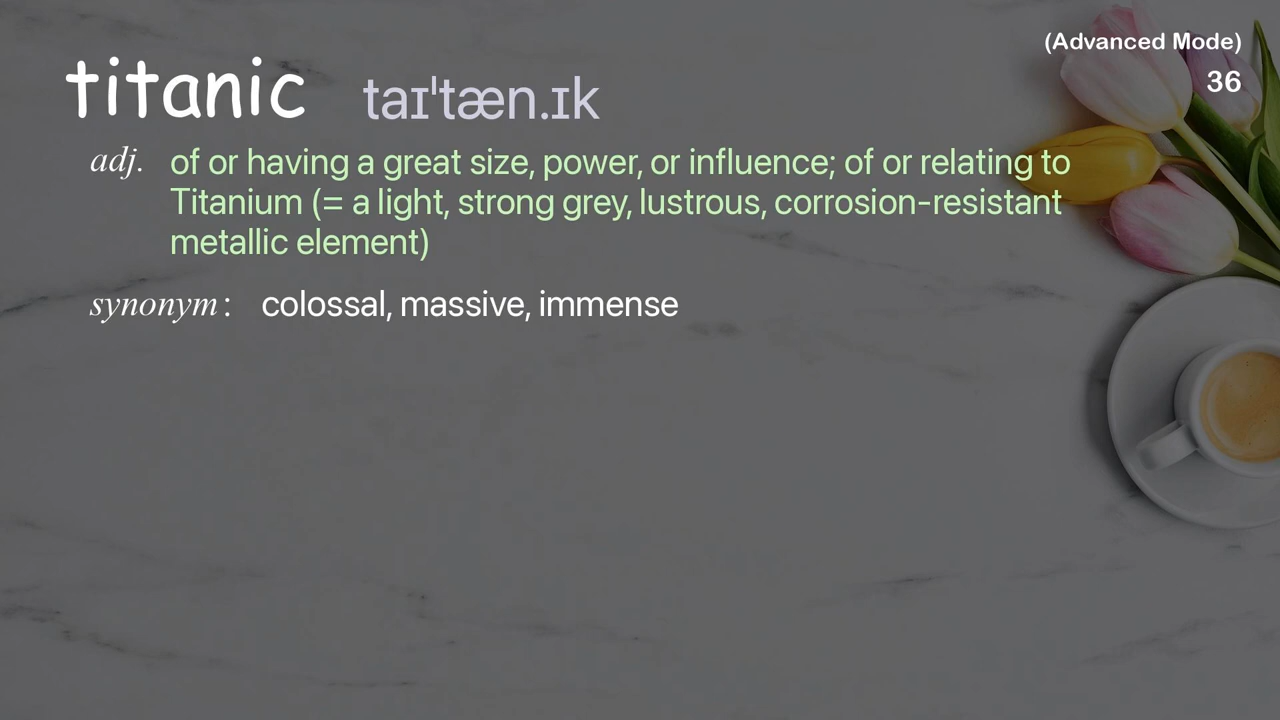 (Advanced Mode)
36
titanic taɪˈtæn.ɪk
adj. of or having a great size, power, or influence; of or relating to
Titanium (= a light, strong grey, lustrous, corrosion-resistant
metallic element)
synonym : colossal, massive, immense